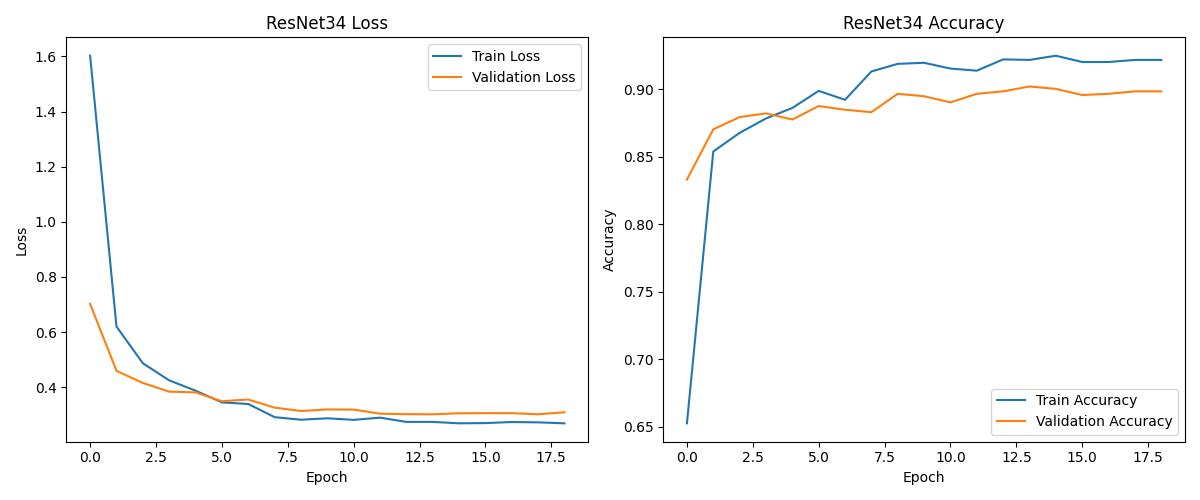 ResNet34 Loss
Train Loss
Validation Loss
Loss
1.6
1.4
1.2
1.0
0.8
0.6
0.4
0.0 2.5 5.0 7.5 10.0 12.5 15.0 17.5
Epoch
ResNet34 Accuracy
Accuracy
0.90
0.85
0.80
0.75
0.70
0.65
Train Accuracy
Validation Accuracy
0.0 2.5 5.0 7.5 10.0 12.5 15.0 17.5
Epoch